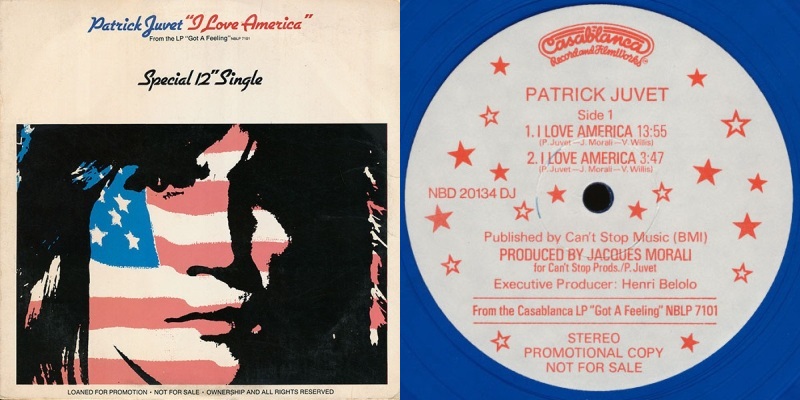 Patrick Juvet "I Love America"
From the LP "Got A Feeling" NBLP 7101
Special 12" Single
LOANED FOR PROMOTION • NOT FOR SALE • OWNERSHIP AND ALL RIGHTS RESERVED
Casablanca
Record and FilmWorks
PATRICK JUVET
Side 1
1. I LOVE AMERICA 13:55
(P. Juvet—J. Morali—V. Willis)
2. I LOVE AMERICA 3:47
(P. Juvet—J. Morali—V. Willis)
NBD 20134 DJ
Published by Can't Stop Music (BMI)
PRODUCED BY JACQUES MORALI
for Can't Stop Prods./P. Juvet
Executive Producer: Henri Belolo
From the Casablanca LP "Got A Feeling" NBLP 7101
STEREO
PROMOTIONAL COPY
NOT FOR SALE